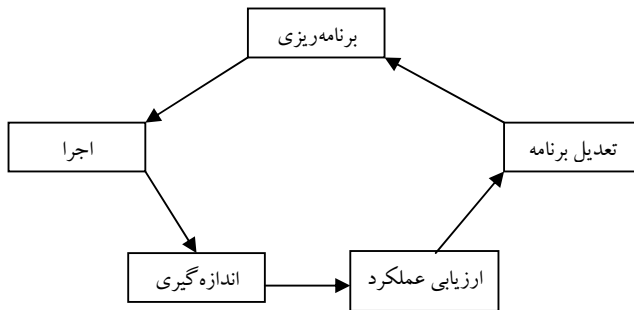 برنامه‌ریزی
تعدیل برنامه
اجرا
ارزیابی عملکرد
اندازه‌گیری